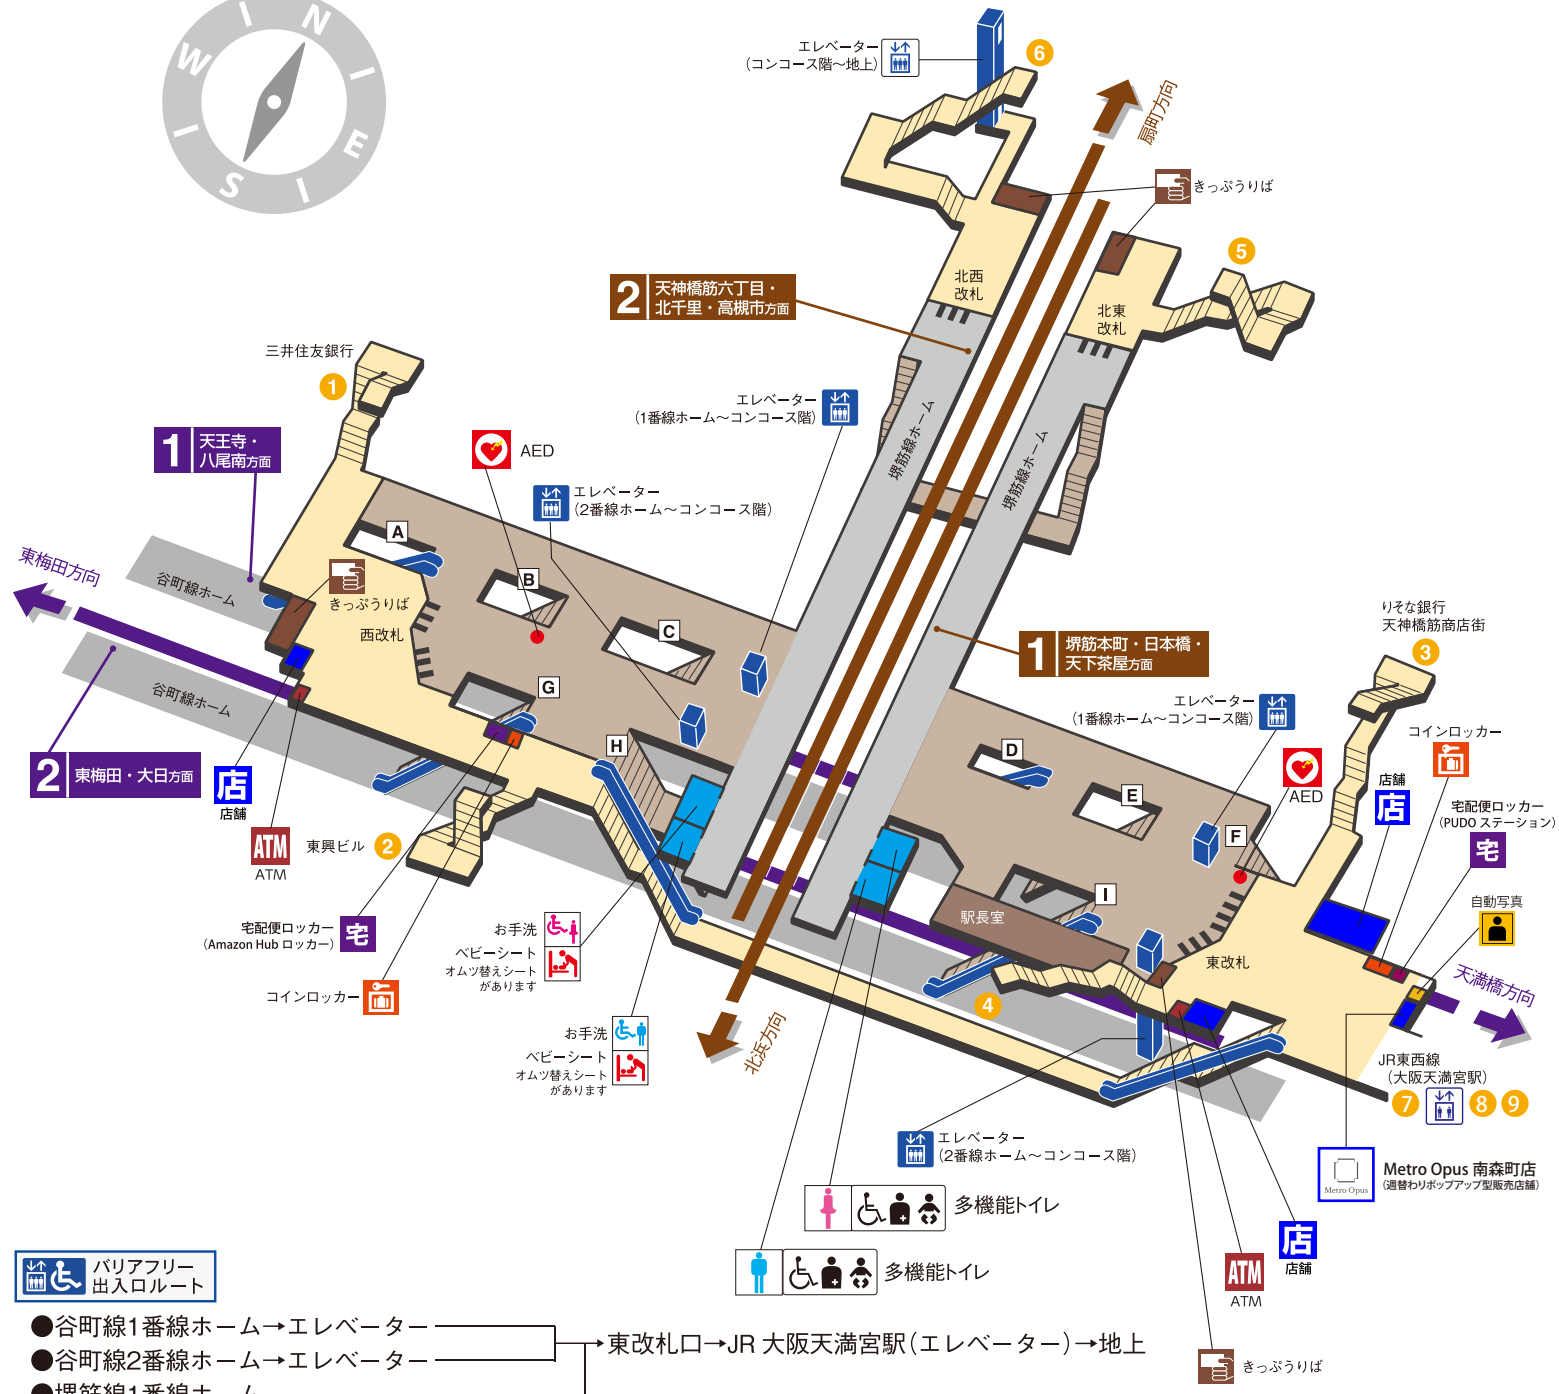 N
W
E
S
エレベーター
(コンコース階～地上)
6
扇町方向
きっぷうりば
5
北西
改札
2
天神橋筋六丁目・
北千里・高槻市方面
北東
改札
三井住友銀行
1
エレベーター
(1番線ホーム～コンコース階)
堺筋線ホーム
堺筋線ホーム
1
天王寺・
八尾南方面
AED
エレベーター
(2番線ホーム～コンコース階)
A
東梅田方向
谷町線ホーム
きっぷうりば
B
西改札
C
1
堺筋本町・日本橋・
天下茶屋方面
りそな銀行
天神橋筋商店街
3
谷町線ホーム
G
エレベーター
(1番線ホーム～コンコース階)
コインロッカー
2
東梅田・大日方面
H
D
店
店舗
AED
店舗
店
宅配便ロッカー
(PUDO ステーション)
宅
E
F
ATM
ATM
東興ビル
2
I
自動写真
宅配便ロッカー
(Amazon Hub ロッカー)
宅
駅長室
お手洗
ベビーシート
オムツ替えシート
があります
東改札
コインロッカー
4
天満橋方向
お手洗
ベビーシート
オムツ替えシート
があります
北浜方向
JR東西線
(大阪天満宮駅)
7
8
9
エレベーター
(2番線ホーム～コンコース階)
Metro Opus
Metro Opus 南森町店
(週替わりポップアップ型販売店舗)
多機能トイレ
店
店舗
多機能トイレ
ATM
ATM
バリアフリー
出入口ルート
●谷町線1番線ホーム→エレベーター
→東改札口→JR 大阪天満宮駅(エレベーター)→地上
●谷町線2番線ホーム→エレベーター
きっぷうりば
●堺筋線1番線ホーム